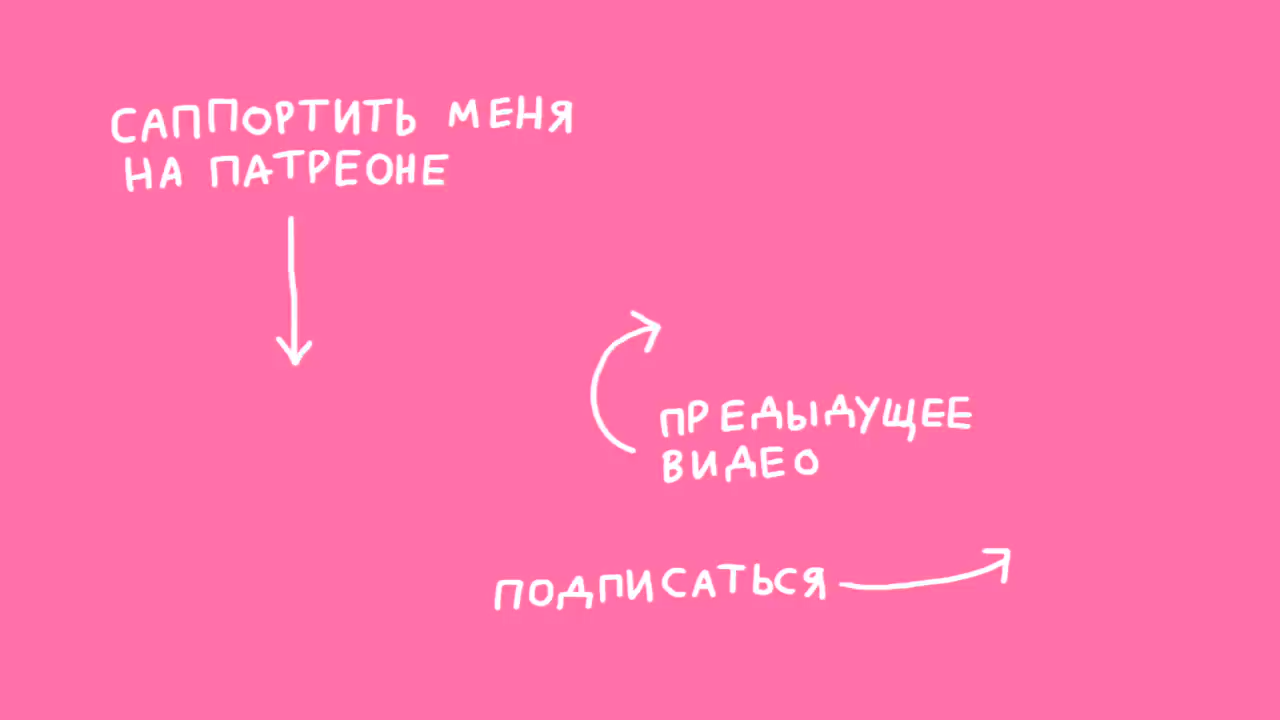 САППОРТИТЬ МЕНЯ
НА ПАТРЕОНЕ
ПРЕДЫДУЩЕЕ
ВИДЕО
ПОДПИСАТЬСЯ